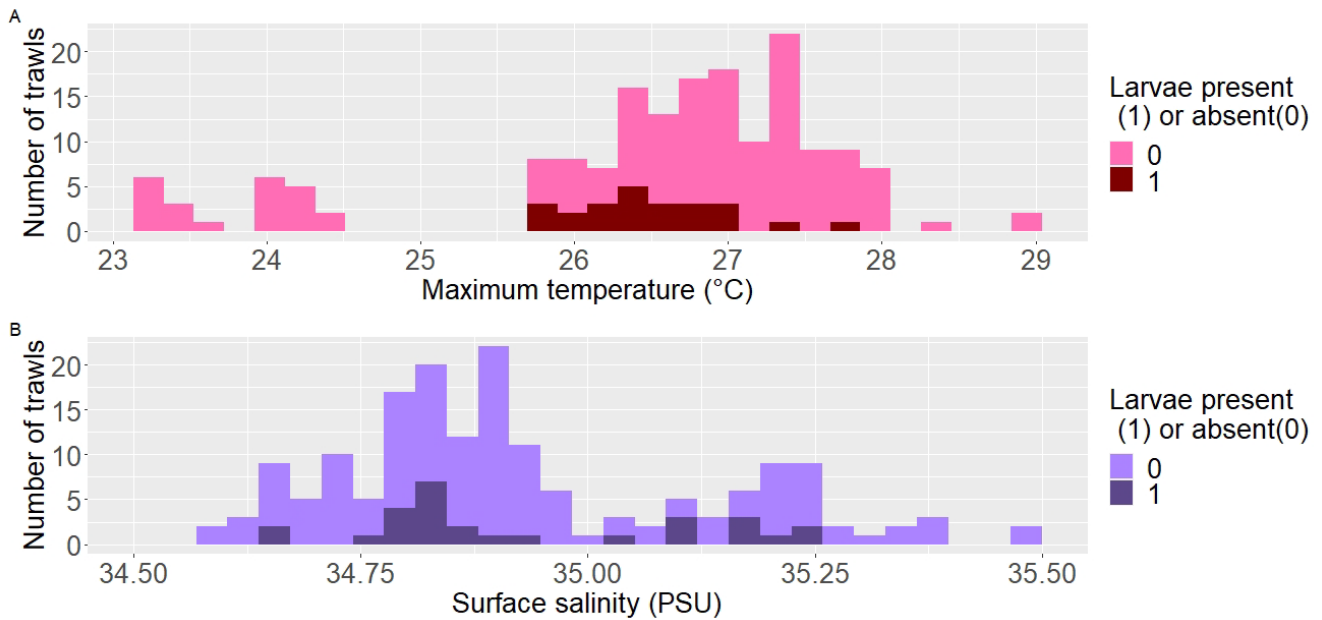 A
Number of trawls
20
15
10
5
0
23 24 25 26 27 28 29
Maximum temperature (°C)
Larvae present
(1) or absent(0)
0
1
B
Number of trawls
20
15
10
5
0
34.50 34.75 35.00 35.25 35.50
Surface salinity (PSU)
Larvae present
(1) or absent(0)
0
1